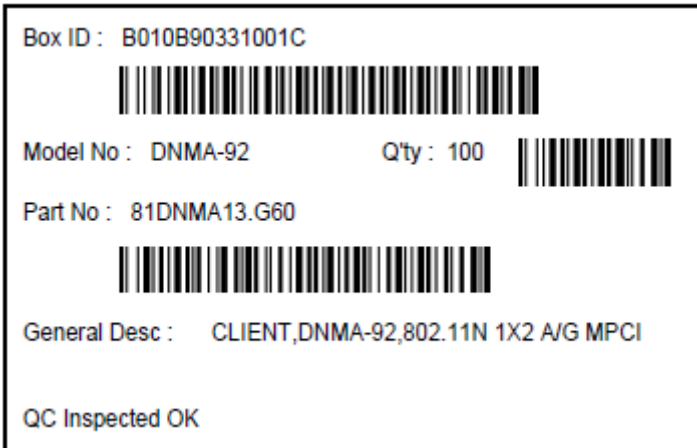 Box ID : B010B90331001C
Model No : DNMA-92 Q'ty : 100
Part No : 81DNMA13.G60
General Desc : CLIENT,DNMA-92,802.11N 1X2 A/G MPCI
QC Inspected OK